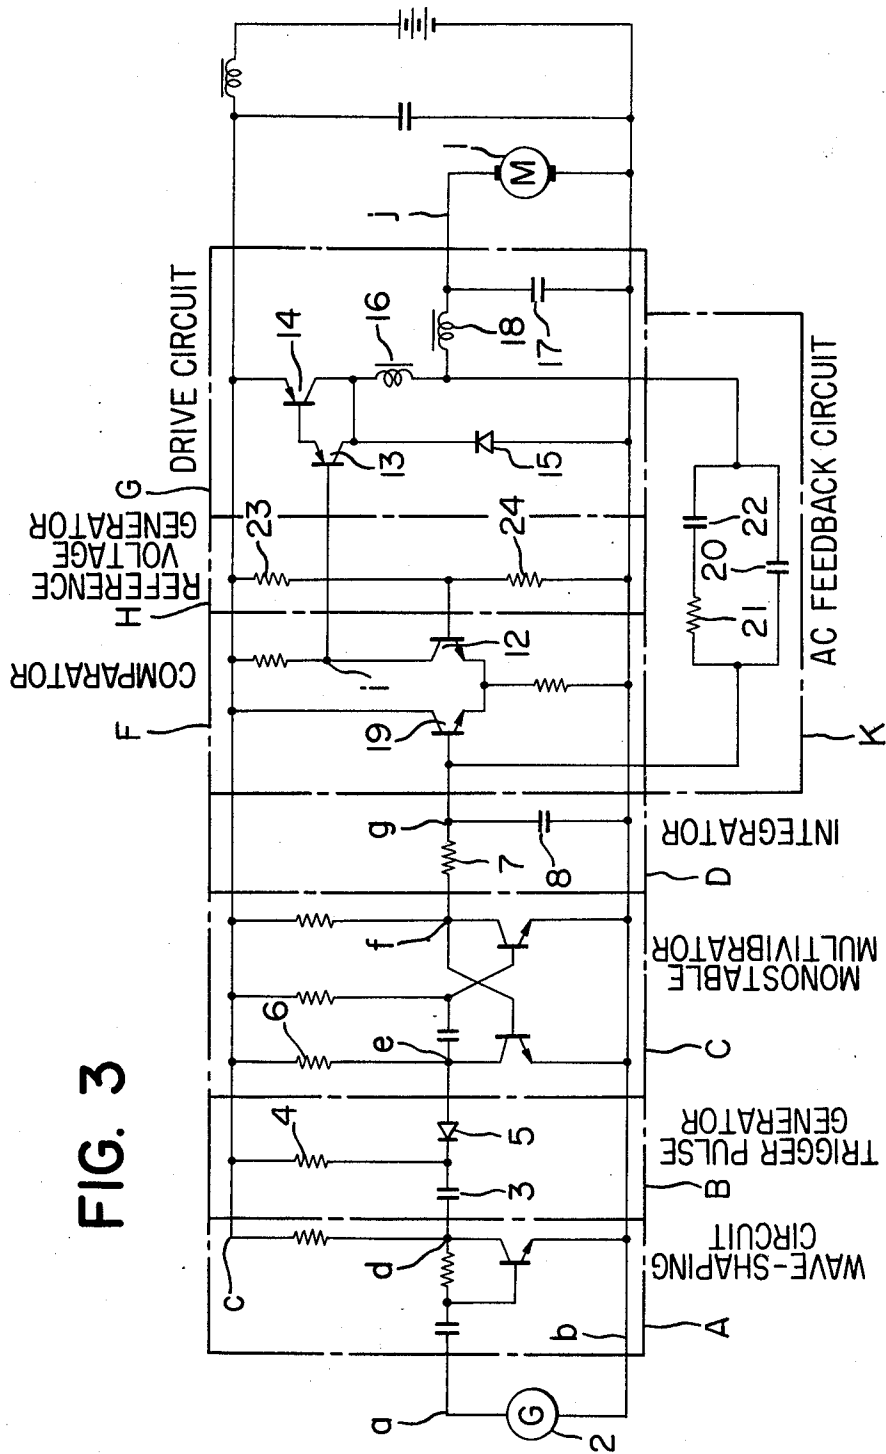 FIG. 3
WAVE-SHAPING
CIRCUIT
TRIGGER PULSE
GENERATOR
MONOSTABLE
MULTIVIBRATOR
INTEGRATOR
COMPARATOR
REFERENCE
VOLTAGE
GENERATOR
DRIVE CIRCUIT
AC FEEDBACK CIRCUIT
A
B
C
D
F
H
G
K
a
b
c
d
e
f
g
i
j
G
2
3
4
5
6
7
8
19
12
23
24
13
14
15
16
18
17
21
20
22
M
1